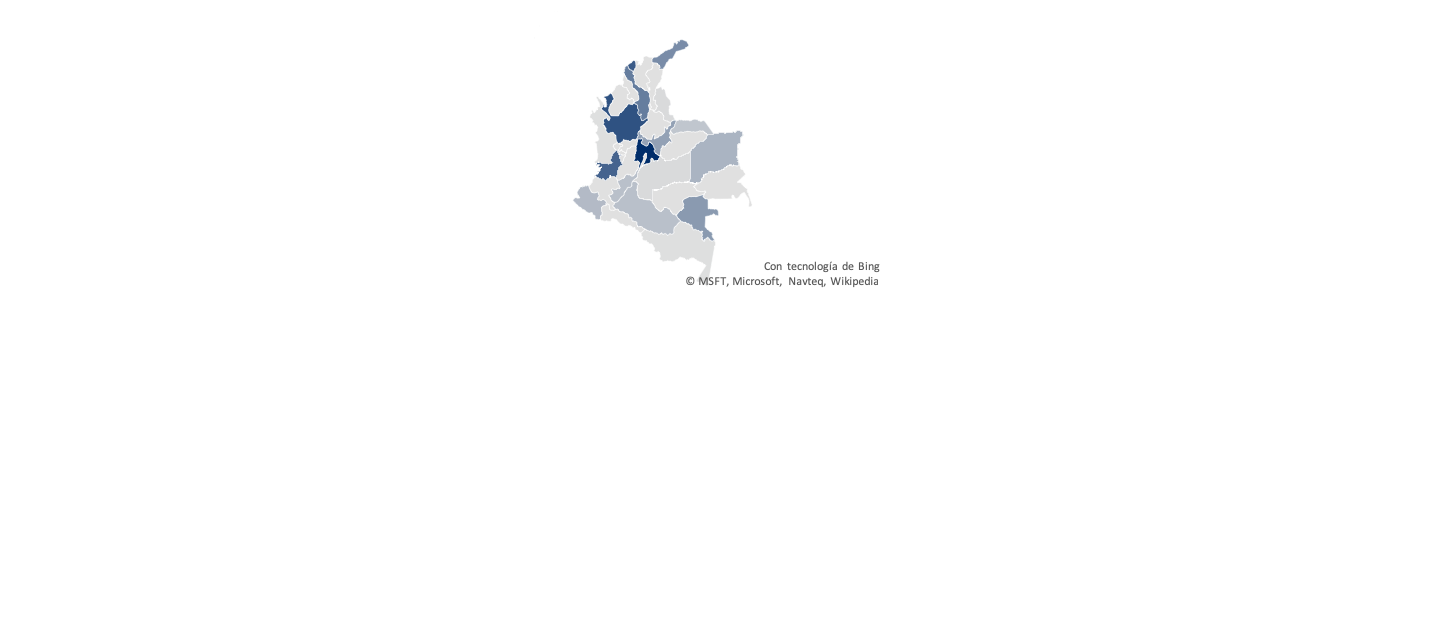 Con tecnología de Bing
© MSFT, Microsoft, Navteq, Wikipedia